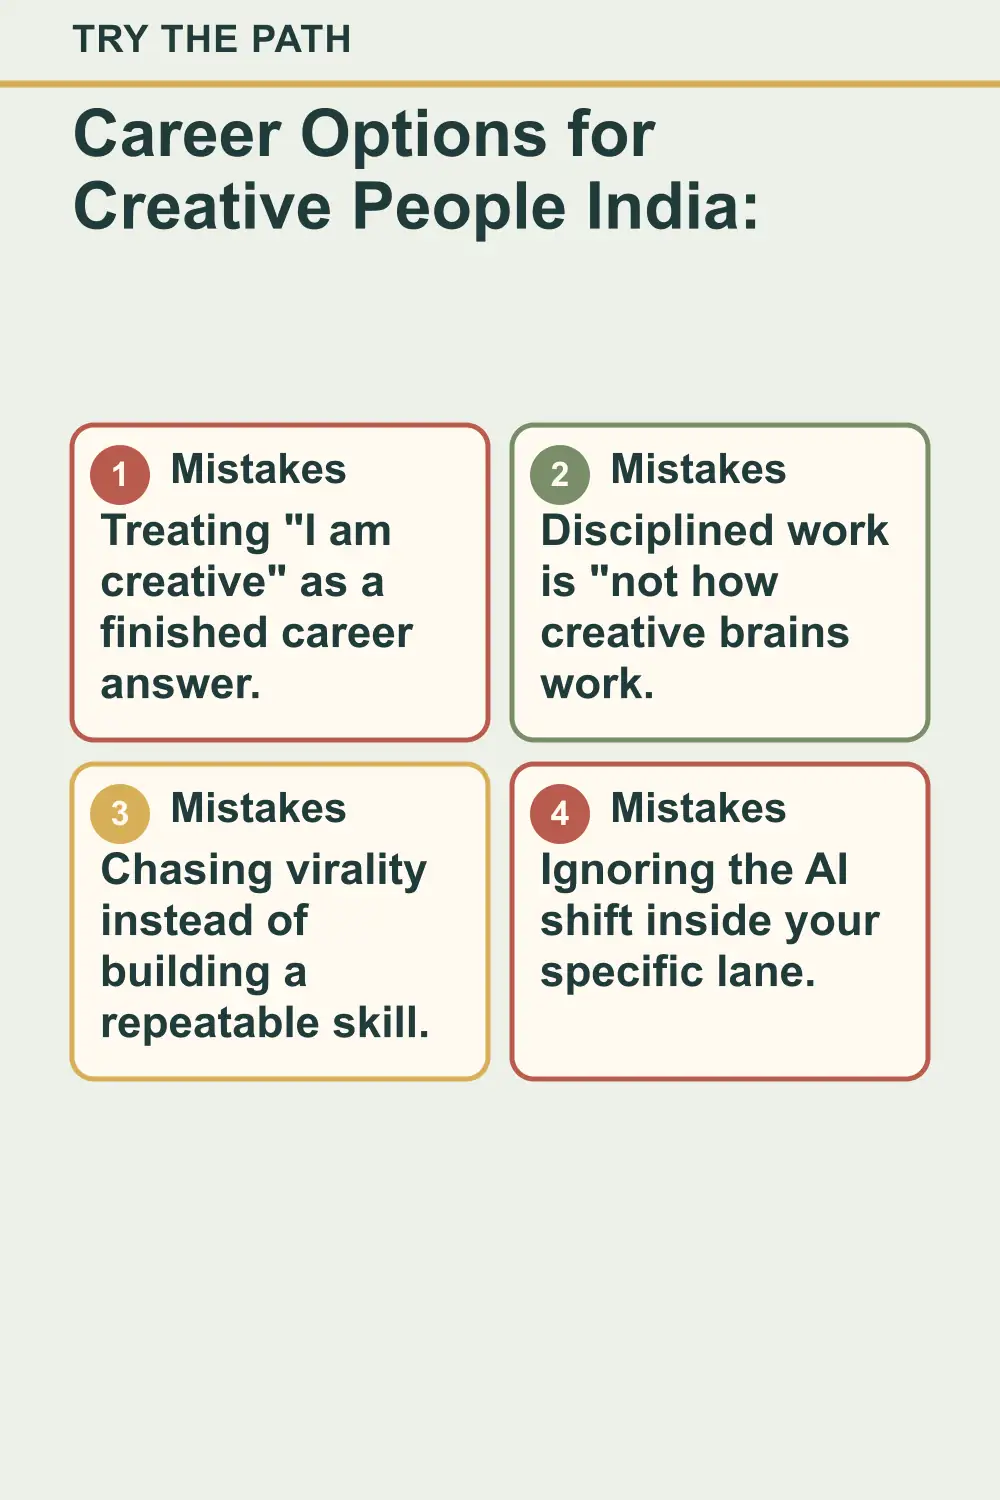 TRY THE PATH
Career Options for
Creative People India:
1 Mistakes
Treating "I am
creative" as a
finished career
answer.
2 Mistakes
Disciplined work
is "not how
creative brains
work.
3 Mistakes
Chasing virality
instead of
building a
repeatable skill.
4 Mistakes
Ignoring the AI
shift inside your
specific lane.